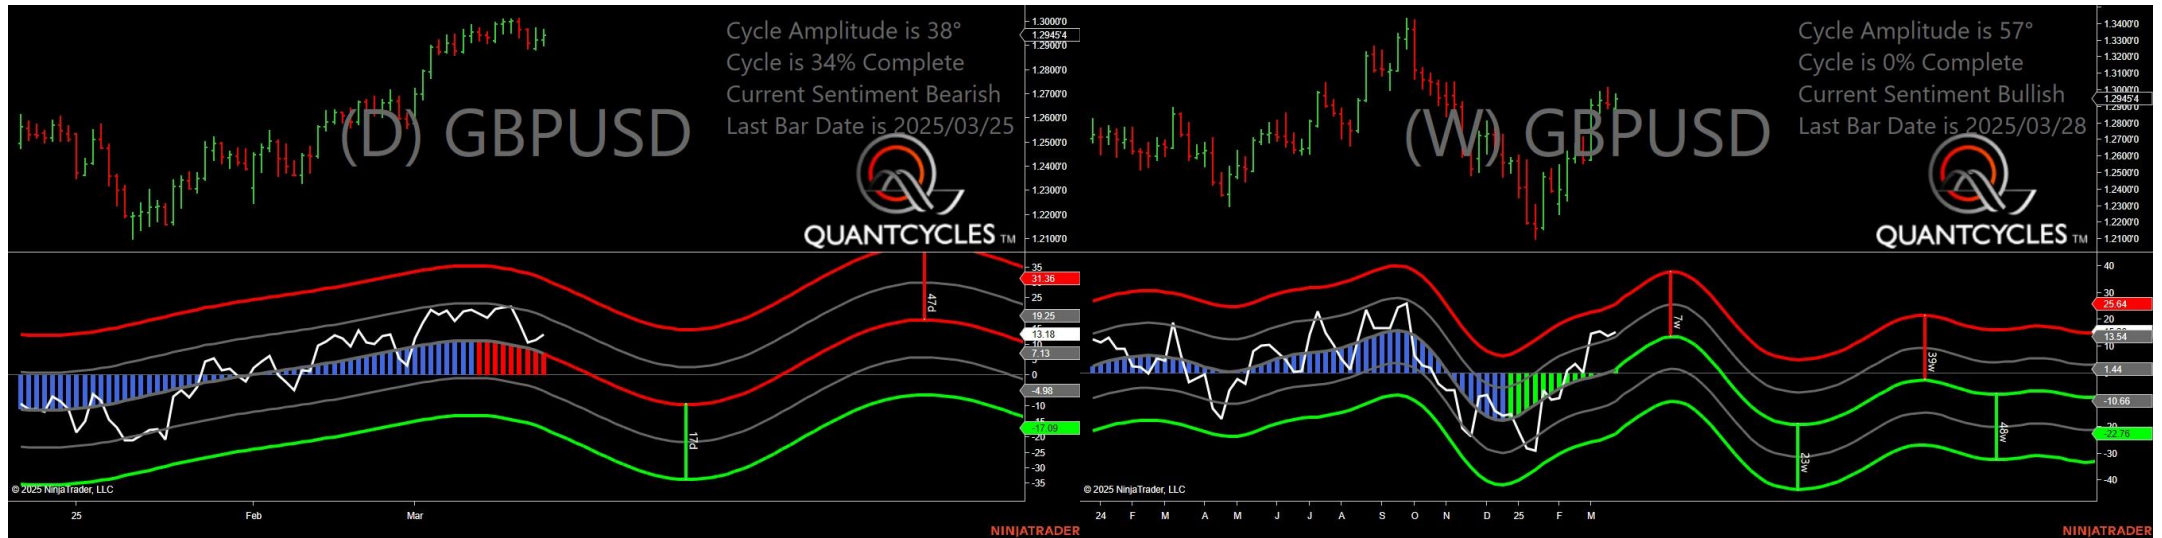 Cycle Amplitude is 38°
Cycle is 34% Complete
Current Sentiment Bearish
Last Bar Date is 2025/03/25
(D) GBPUSD
QUANTCYCLES TM
1.3000'0
1.2945'4
1.2900'0
1.2800'0
1.2700'0
1.2600'0
1.2500'0
1.2400'0
1.2300'0
1.2200'0
1.2100'0
35
31.36
25
19.25
13.18
10
7.13
0
-4.98
-10
-17.09
-20
-25
-30
-35
47d
17d
© 2025 NinjaTrader, LLC
25 Feb Mar
NINJATRADER
Cycle Amplitude is 57°
Cycle is 0% Complete
Current Sentiment Bullish
Last Bar Date is 2025/03/28
(W) GBPUSD
QUANTCYCLES TM
1.3400'0
1.3300'0
1.3200'0
1.3100'0
1.3000'0
1.2945'4
1.2900'0
1.2800'0
1.2700'0
1.2600'0
1.2500'0
1.2400'0
1.2300'0
1.2200'0
1.2100'0
40
30
25.64
20
13.54
10
1.44
-10.66
-22.76
-30
-40
7w
39w
23w
48w
© 2025 NinjaTrader, LLC
24 F M A M J J A S O N D 25 F M
NINJATRADER